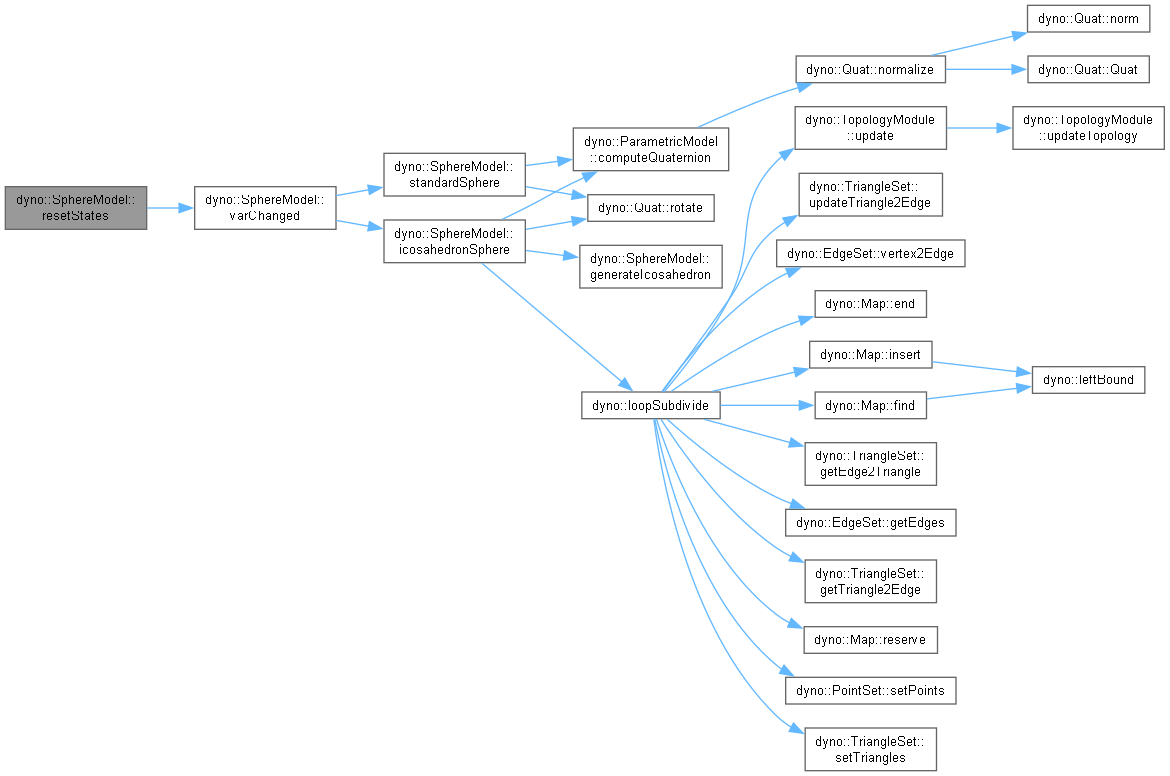 dyno::SphereModel::
resetStates
dyno::SphereModel::
varChanged
dyno::SphereModel::
standardSphere
dyno::SphereModel::
icosahedronSphere
dyno::ParametricModel
::computeQuaternion
dyno::Quat::rotate
dyno::SphereModel::
generateIcosahedron
dyno::loopSubdivide
dyno::Quat::normalize
dyno::TopologyModule
::update
dyno::TriangleSet::
updateTriangle2Edge
dyno::EdgeSet::vertex2Edge
dyno::Map::end
dyno::Map::insert
dyno::Map::find
dyno::TriangleSet::
getEdge2Triangle
dyno::EdgeSet::getEdges
dyno::TriangleSet::
getTriangle2Edge
dyno::Map::reserve
dyno::PointSet::setPoints
dyno::TriangleSet::
setTriangles
dyno::Quat::norm
dyno::Quat::Quat
dyno::TopologyModule
::updateTopology
dyno::leftBound